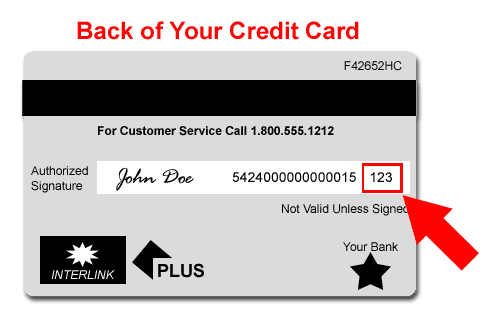 Back of Your Credit Card
F42652HC
For Customer Service Call 1.800.555.1212
Authorized
Signature
John Doe 5424000000000015 123
Not Valid Unless Signed
INTERLINK
PLUS
Your Bank